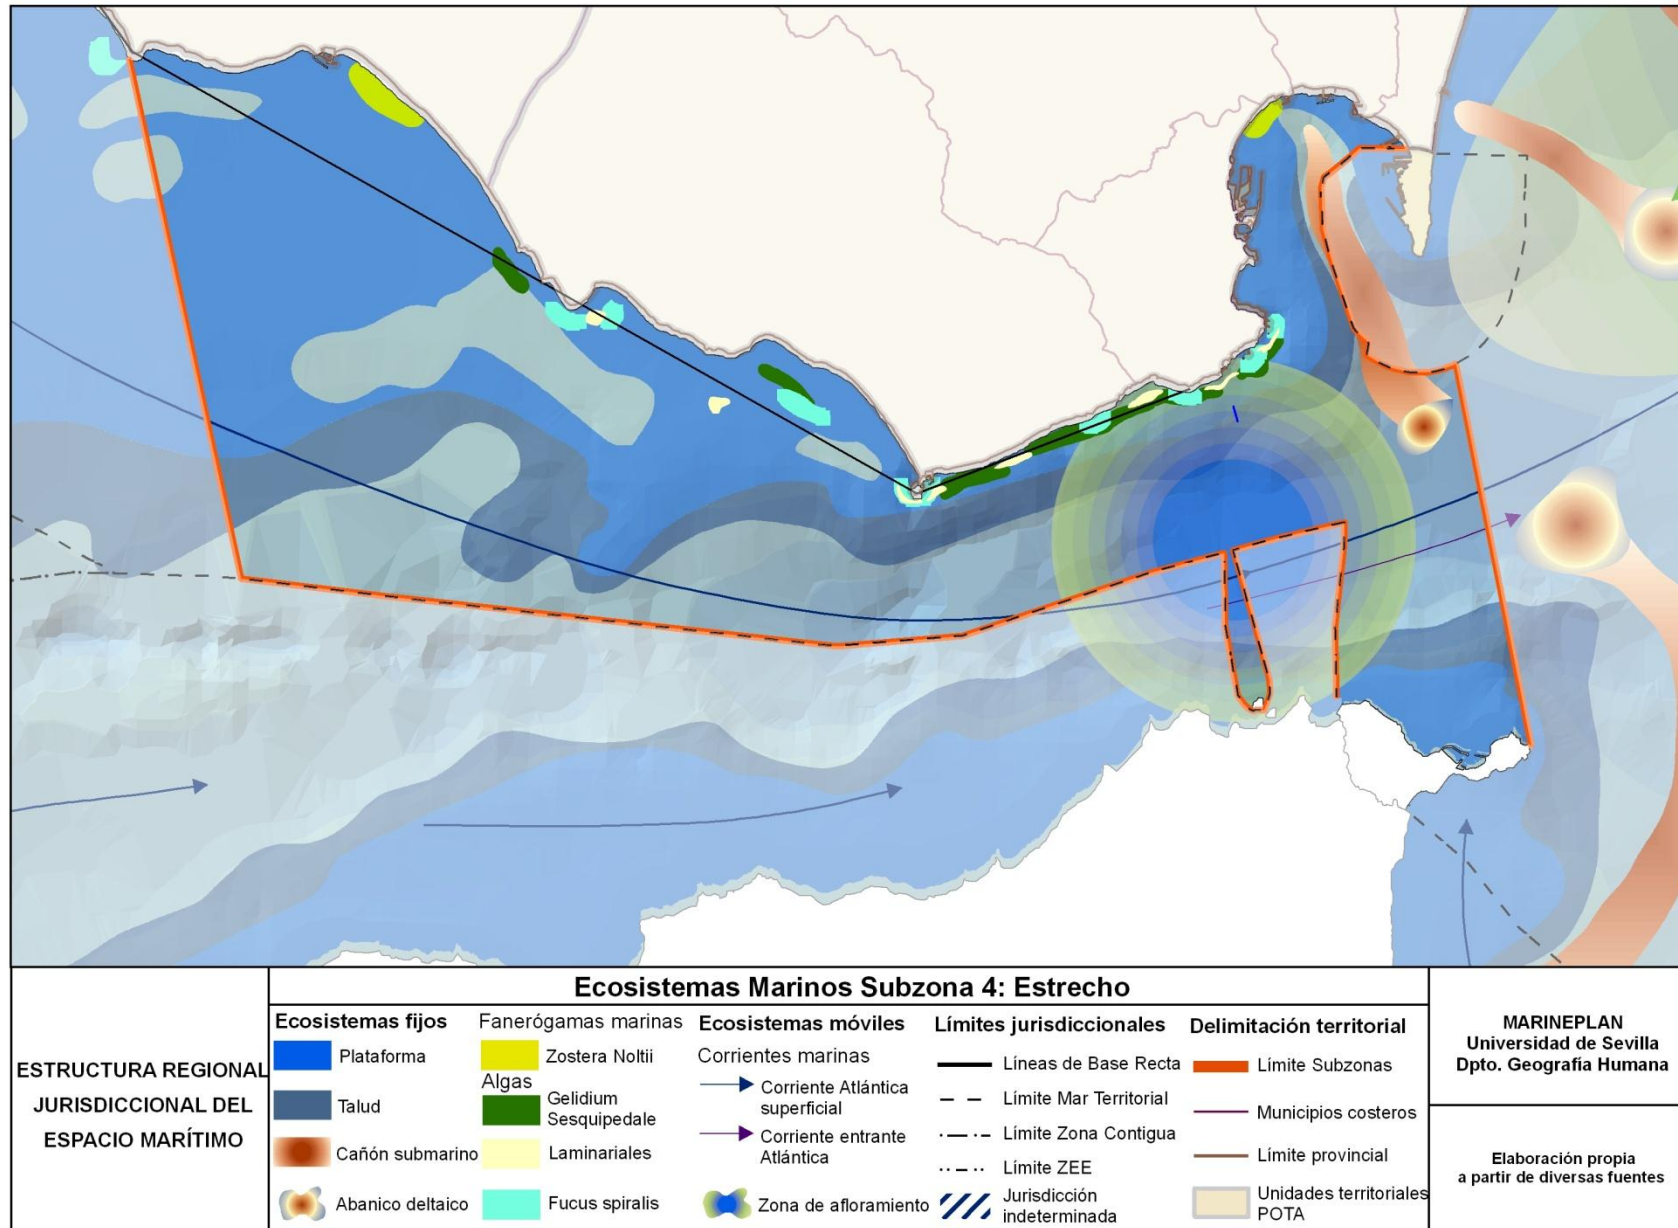 Ecosistemas Marinos Subzona 4: Estrecho
ESTRUCTURA REGIONAL
JURISDICCIONAL DEL
ESPACIO MARÍTIMO
Ecosistemas fijos
Plataforma
Talud
Cañón submarino
Abanico deltaico
Fanerógamas marinas
Zostera Noltii
Algas
Gelidium
Sesquipedale
Laminariales
Fucus spiralis
Ecosistemas móviles
Corrientes marinas
Corriente Atlántica
superficial
Corriente entrante
Atlántica
Zona de afloramiento
Límites jurisdiccionales
Líneas de Base Recta
Límite Mar Territorial
Límite Zona Contigua
Límite ZEE
Jurisdicción
indeterminada
Delimitación territorial
Límite Subzonas
Municipios costeros
Límite provincial
Unidades territoriales
POTA
MARINEPLAN
Universidad de Sevilla
Dpto. Geografía Humana
Elaboración propia
a partir de diversas fuentes